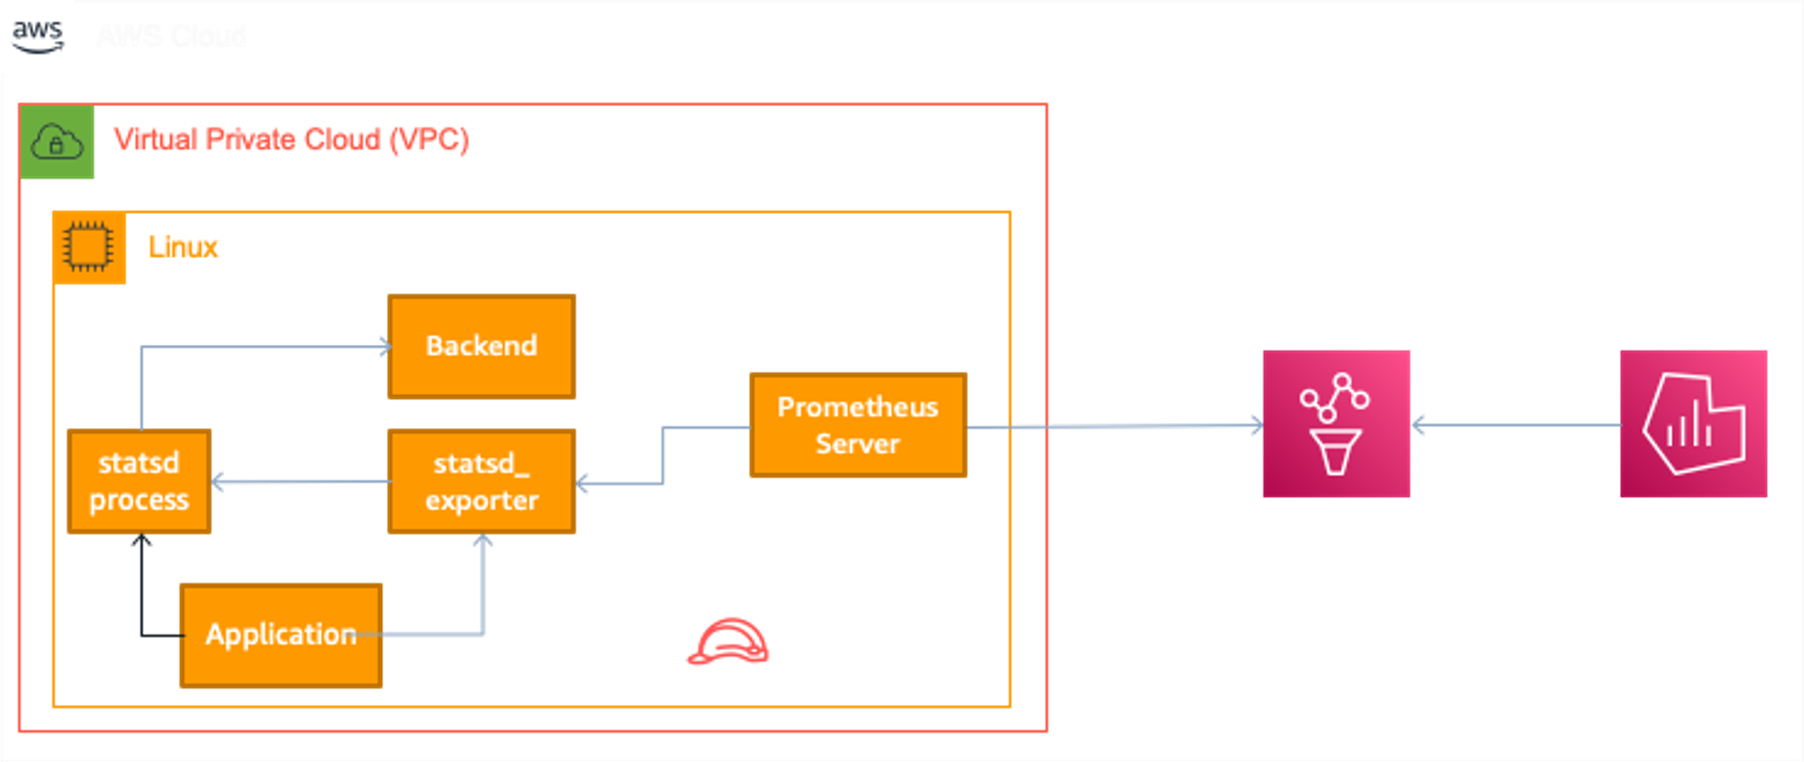 aws
AWS Cloud
Virtual Private Cloud (VPC)
Linux
Backend
Prometheus
Server
statsd
process
statsd_
exporter
Application